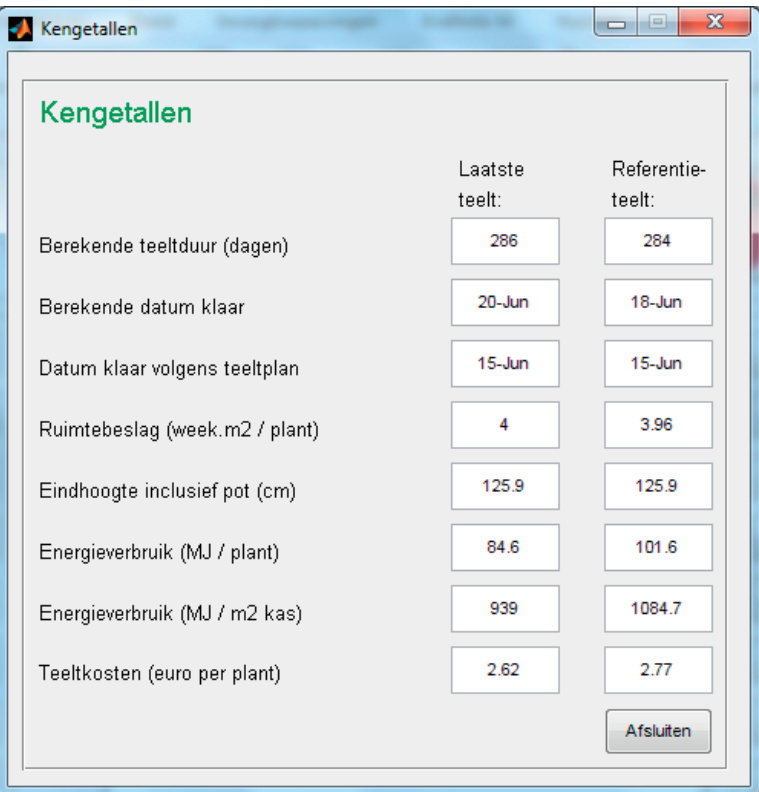 Kengetallen
Kengetallen
Laatste Referentie-
teelt: teelt:
Berekende teeltduur (dagen) 286 284
Berekende datum klaar 20-Jun 18-Jun
Datum klaar volgens teeltplan 15-Jun 15-Jun
Ruimtebeslag (week.m2 / plant) 4 3.96
Eindhoogte inclusief pot (cm) 125.9 125.9
Energieverbruik (MJ / plant) 84.6 101.6
Energieverbruik (MJ / m2 kas) 939 1084.7
Teeltkosten (euro per plant) 2.62 2.77
Afsluiten